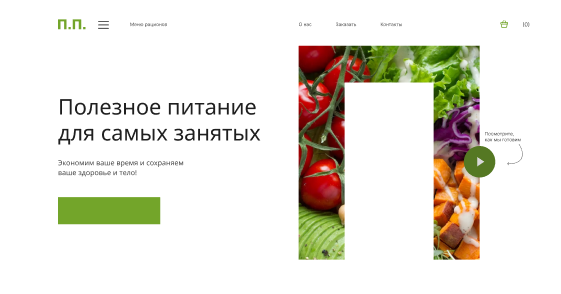 П.П.
Меню рационов
О нас
Заказать
Контакты
(0)
Полезное питание
для самых занятых
Посмотрите,
как мы готовим
Экономим ваше время и сохраняем
ваше здоровье и тело!